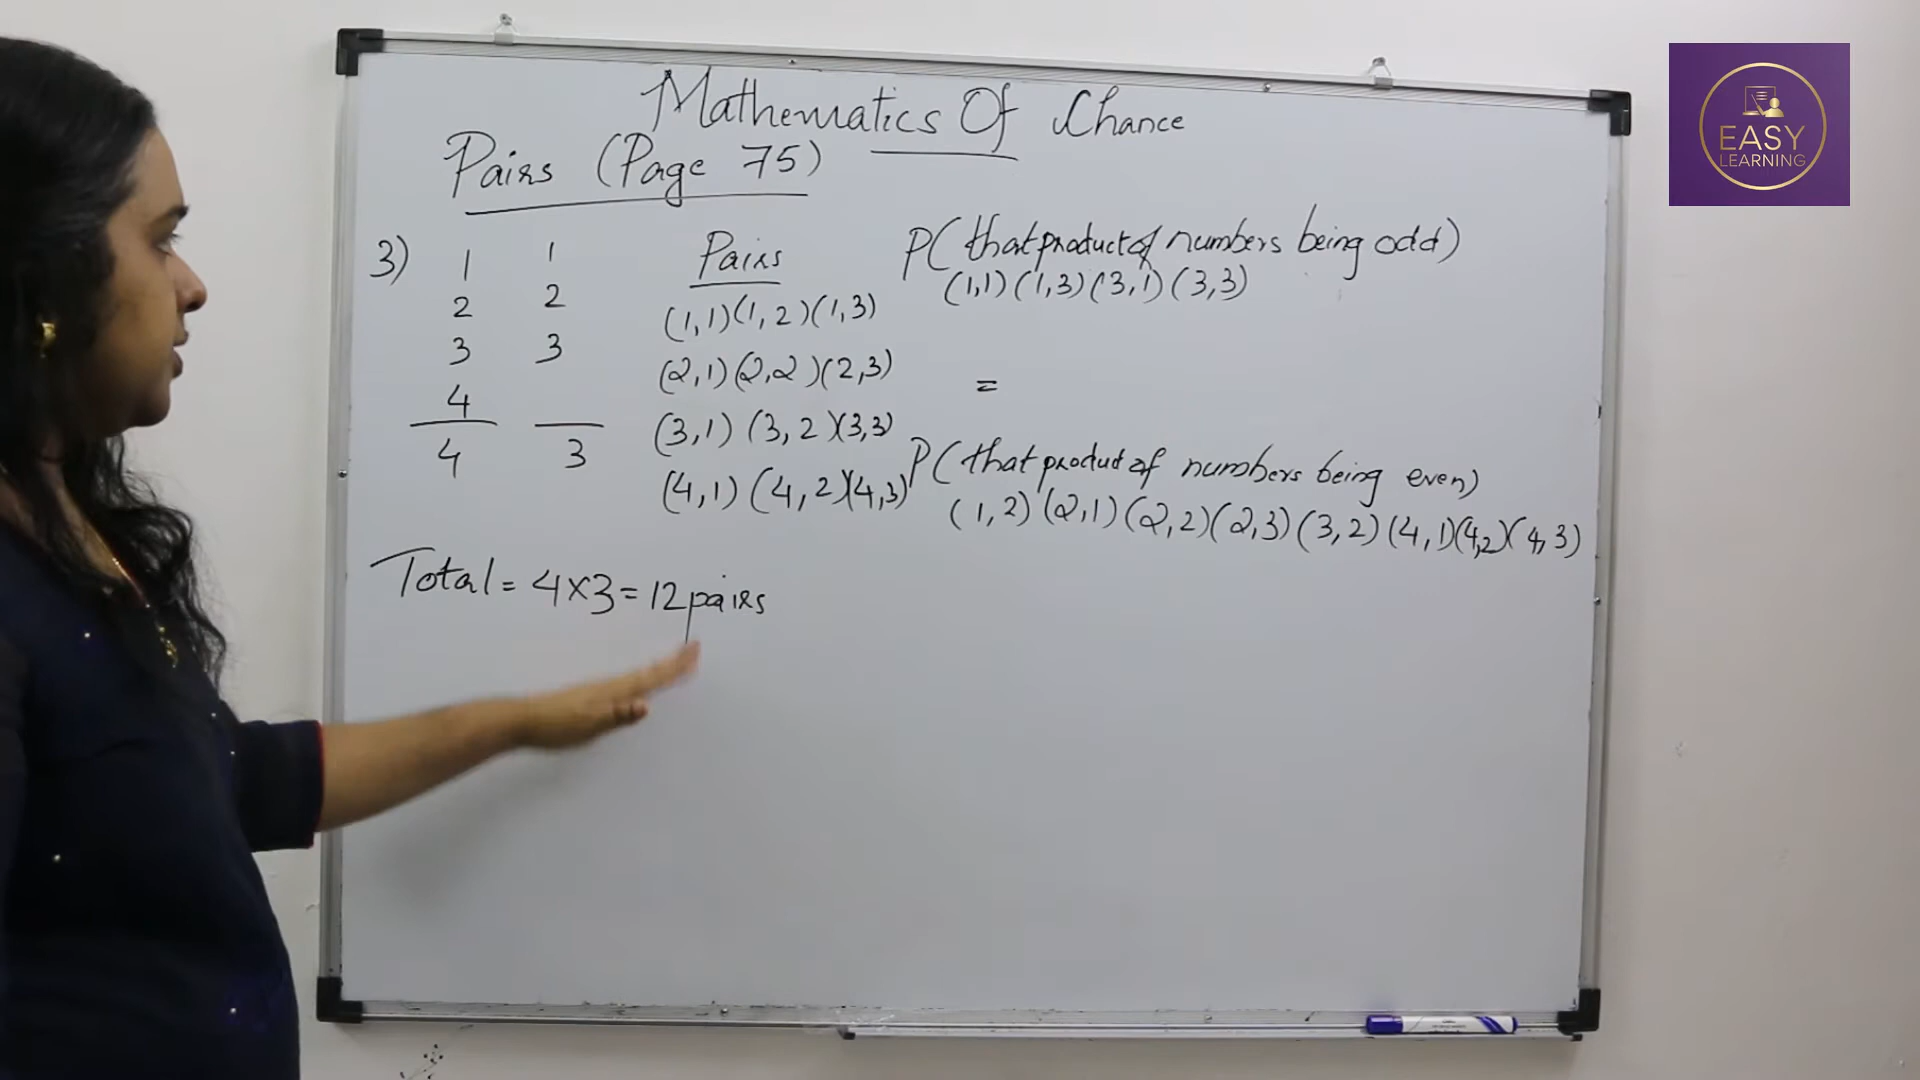 Mathematics Of Chance
Pairs (Page 75)
3) 1 1
2 2
3 3
4
4 3
Pairs
(1,1)(1,2)(1,3)
(2,1)(2,2)(2,3)
(3,1)(3,2)(3,3)
(4,1)(4,2)(4,3)
Total = 4×3 = 12 pairs
P(that product of numbers being odd)
(1,1)(1,3)(3,1)(3,3)
=
P(that product of numbers being even)
(1,2)(2,1)(2,2)(2,3)(3,2)(4,1)(4,2)(4,3)
EASY
LEARNING